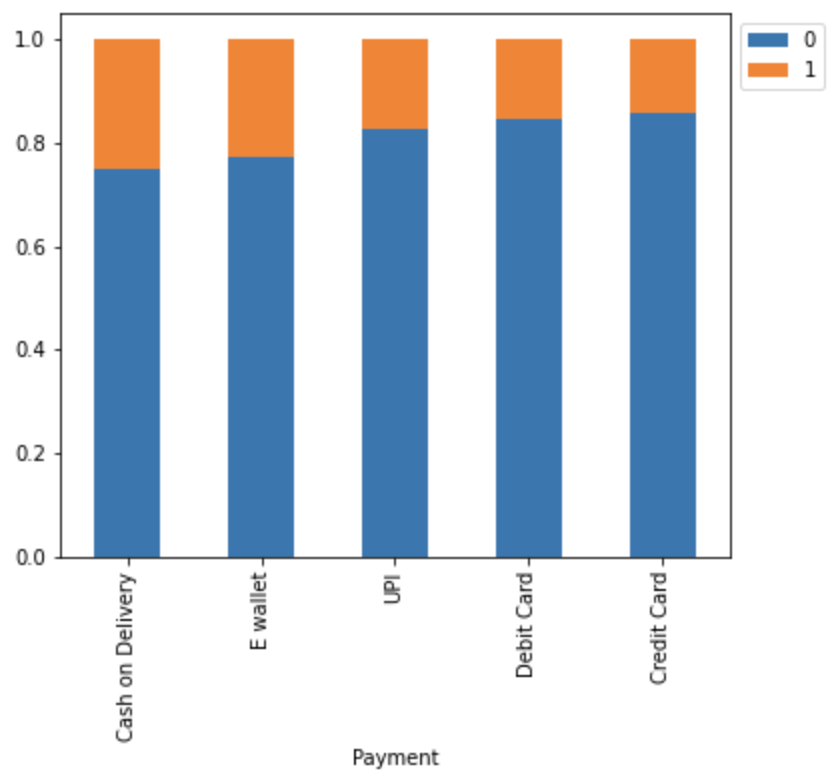 1.0
0.8
0.6
0.4
0.2
0.0
0
1
Cash on Delivery
E wallet
UPI
Debit Card
Credit Card
Payment